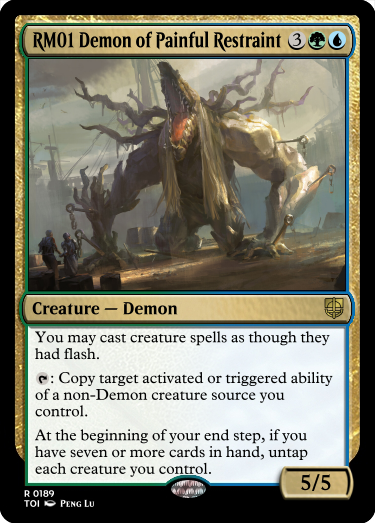 RM01 Demon of Painful Restraint 3
Creature — Demon
You may cast creature spells as though they
had flash.
: Copy target activated or triggered ability
of a non-Demon creature source you
control.
At the beginning of your end step, if you
have seven or more cards in hand, untap
each creature you control.
5/5
R 0189
TOI Peng Lu